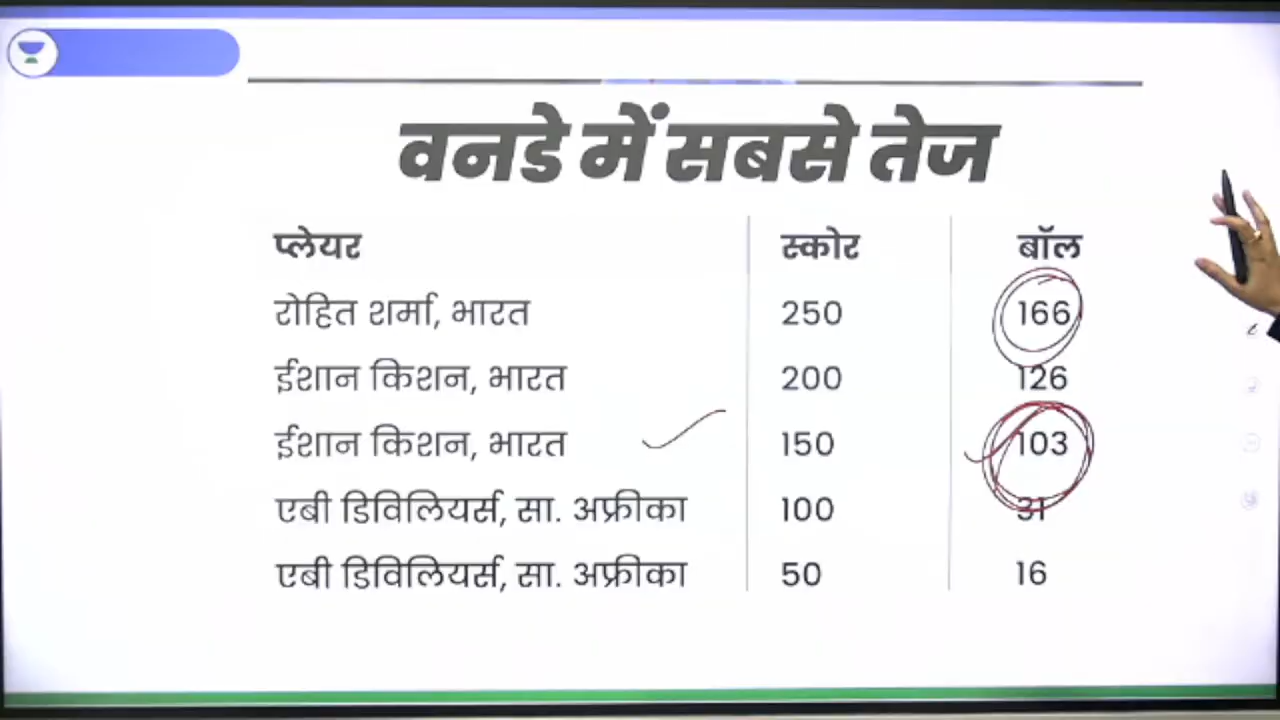 वनडे में सबसे तेज
प्लेयर स्कोर बॉल
रोहित शर्मा, भारत 250 166
ईशान किशन, भारत 200 126
ईशान किशन, भारत 150 103
एबी डिविलियर्स, सा. अफ्रीका 100 31
एबी डिविलियर्स, सा. अफ्रीका 50 16